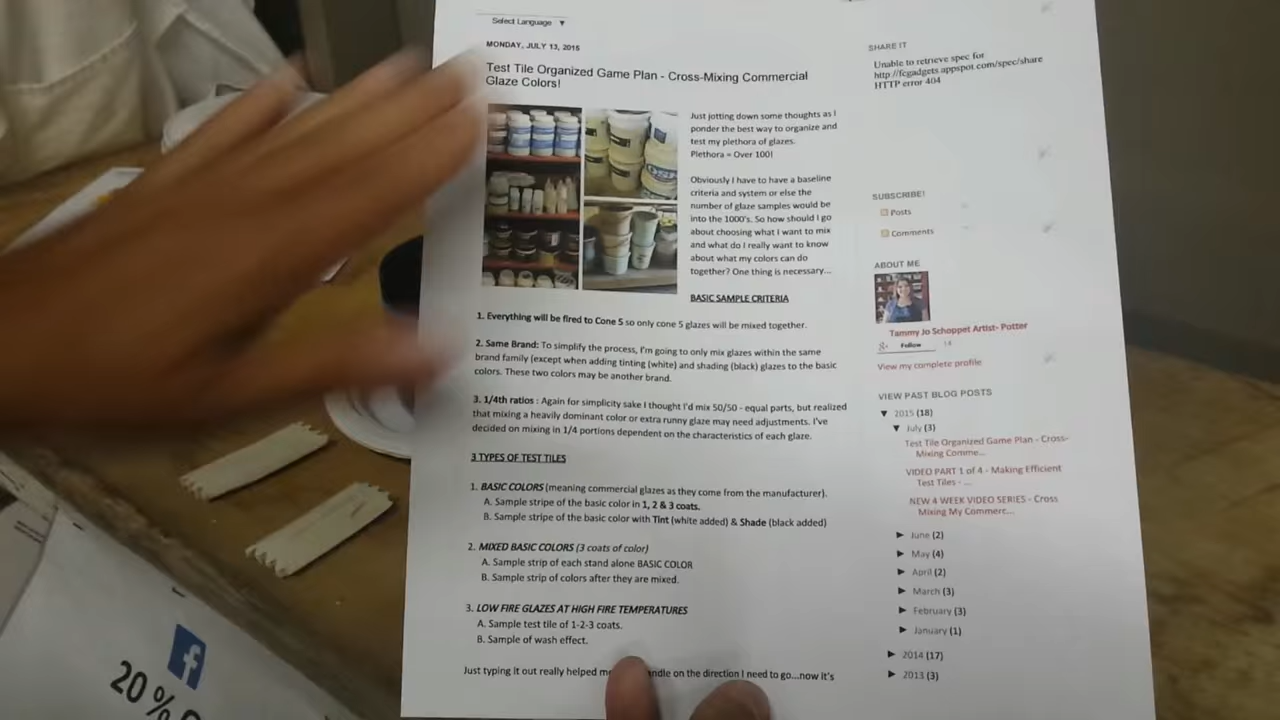 Select Language ▼
MONDAY, JULY 13, 2015
Test Tile Organized Game Plan - Cross-Mixing Commercial
Glaze Colors!
Just jotting down some thoughts as I
ponder the best way to organize and
test my plethora of glazes.
Plethora = Over 100!
Obviously I have to have a baseline
criteria and system or else the
number of glaze samples would be
into the 1000's. So how should I go
about choosing what I want to mix
and what do I really want to know
about what my colors can do
together? One thing is necessary...
BASIC SAMPLE CRITERIA
1. Everything will be fired to Cone 5 so only cone 5 glazes will be mixed together.
2. Same Brand: To simplify the process, I'm going to only mix glazes within the same
brand family (except when adding tinting (white) and shading (black) glazes to the basic
colors. These two colors may be another brand.
3. 1/4th ratios : Again for simplicity sake I thought I'd mix 50/50 - equal parts, but realized
that mixing a heavily dominant color or extra runny glaze may need adjustments. I've
decided on mixing in 1/4 portions dependent on the characteristics of each glaze.
3 TYPES OF TEST TILES
1. BASIC COLORS (meaning commercial glazes as they come from the manufacturer).
A. Sample stripe of the basic color in 1, 2 & 3 coats.
B. Sample stripe of the basic color with Tint (white added) & Shade (black added)
2. MIXED BASIC COLORS (3 coats of color)
A. Sample strip of each stand alone BASIC COLOR
B. Sample strip of colors after they are mixed.
3. LOW FIRE GLAZES AT HIGH FIRE TEMPERATURES
A. Sample test tile of 1-2-3 coats.
B. Sample of wash effect.
Just typing it out really helped on the direction I need to go...now it's
SHARE IT
Unable to retrieve spec for
http://fcgadgets.appspot.com/spec/share
HTTP error 404
SUBSCRIBE!
Posts
Comments
ABOUT ME
Tammy Jo Schoppet Artist- Potter
Follow
View my complete profile
VIEW PAST BLOG POSTS
▼ 2015 (18)
▼ July (3)
Test Tile Organized Game Plan - Cross-
Mixing Comme...
VIDEO PART 1 of 4 - Making Efficient
Test Tiles - ...
NEW 4 WEEK VIDEO SERIES - Cross
Mixing My Commerc...
► June (2)
► May (4)
► April (2)
► March (3)
► February (3)
► January (1)
► 2014 (17)
► 2013 (3)
f
20 %